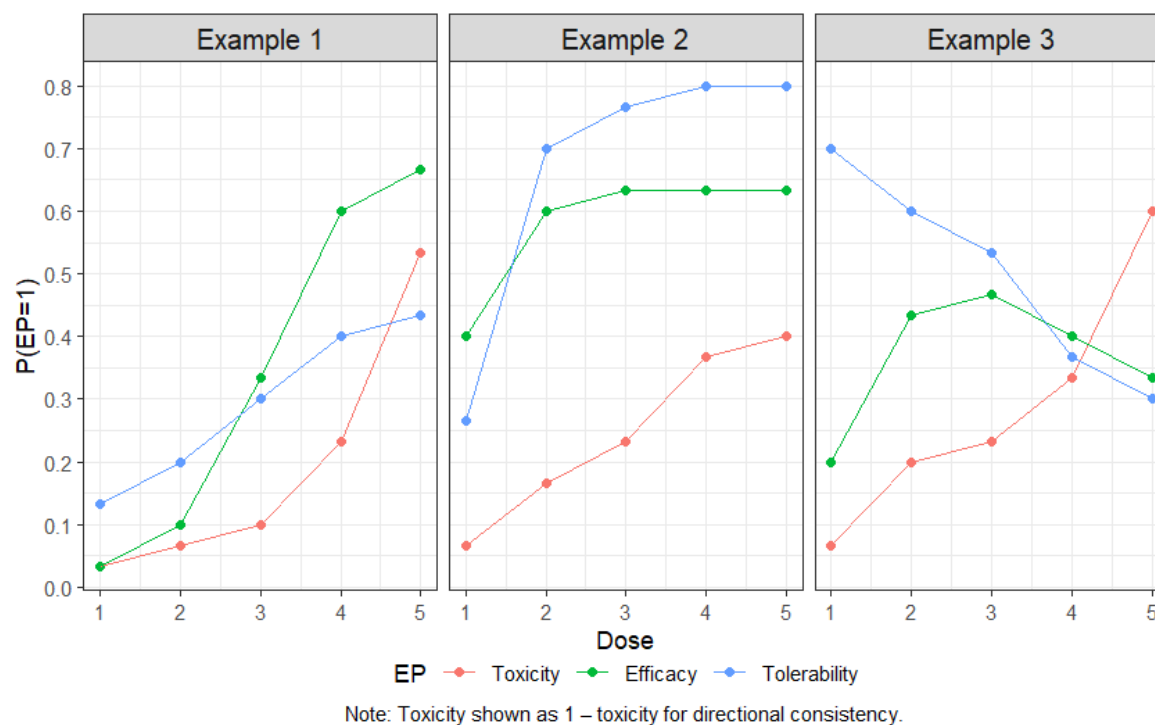 Example 1 Example 2 Example 3
0.8
0.7
0.6
0.5
0.4
0.3
0.2
0.1
0.0
P(EP=1)
1 2 3 4 5 1 2 3 4 5 1 2 3 4 5
Dose
EP Toxicity Efficacy Tolerability
Note: Toxicity shown as 1 – toxicity for directional consistency.